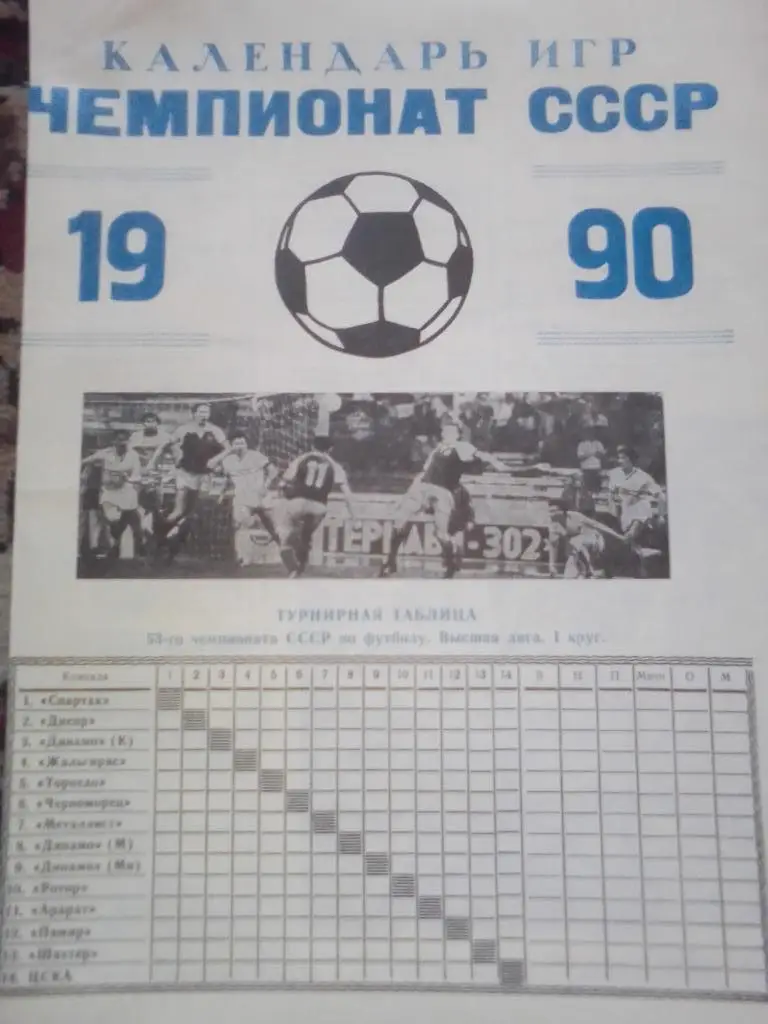 КАЛЕНДАРЬ ИГР
ЧЕМПИОНАТ СССР
19 90
11
302
ТУРНИРНАЯ ТАБЛИЦА
53-го чемпионата СССР по футболу. Высшая лига. I круг.
Команда 1 2 3 4 5 6 7 8 9 10 11 12 13 14 В Н П Мячи О М
1. «Спартак»
2. «Днепр»
3. «Динамо» (К)
4. «Жальгирис»
5. «Торпедо»
6. «Черноморец»
7. «Металлист»
8. «Динамо» (М)
9. «Динамо» (Мн)
10. «Ротор»
11. «Арарат»
12. «Памир»
13. «Шахтер»
14. ЦСКА